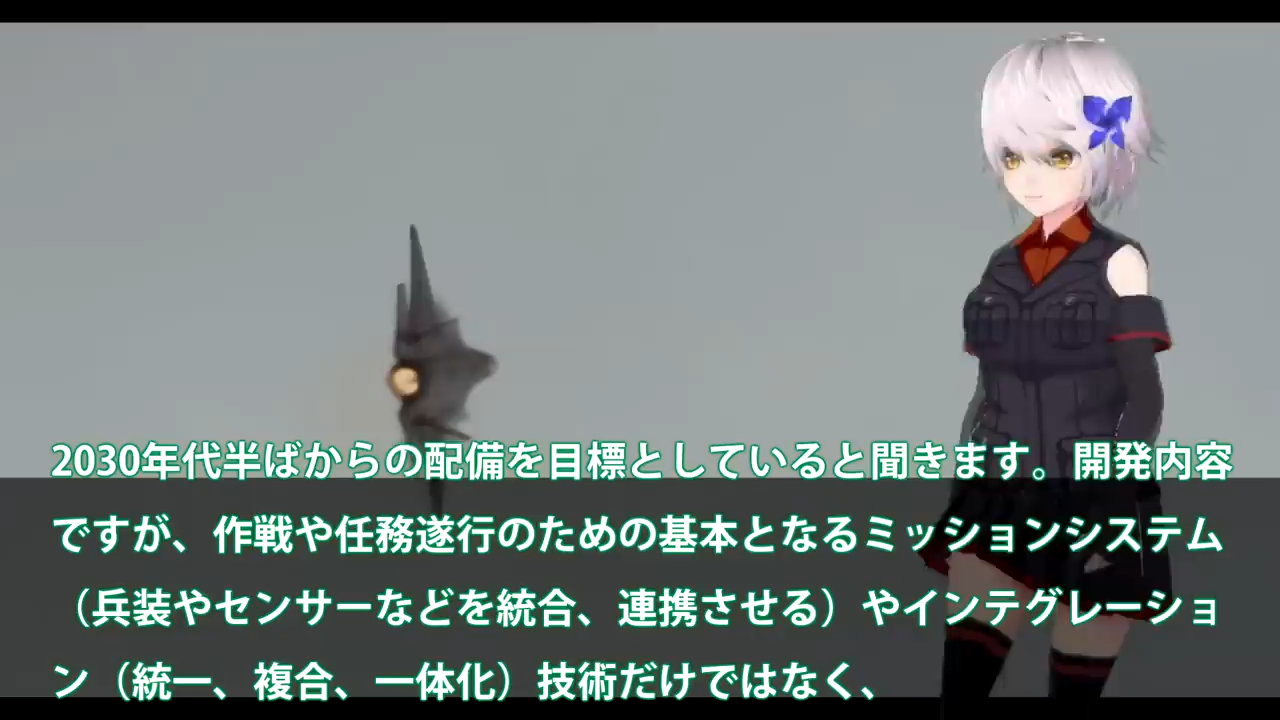 2030年代半ばからの配備を目標としていると聞きます。開発内容
ですが、作戦や任務遂行のための基本となるミッションシステム
（兵装やセンサーなどを統合、連携させる）やインテグレーショ
ン（統一、複合、一体化）技術だけではなく、